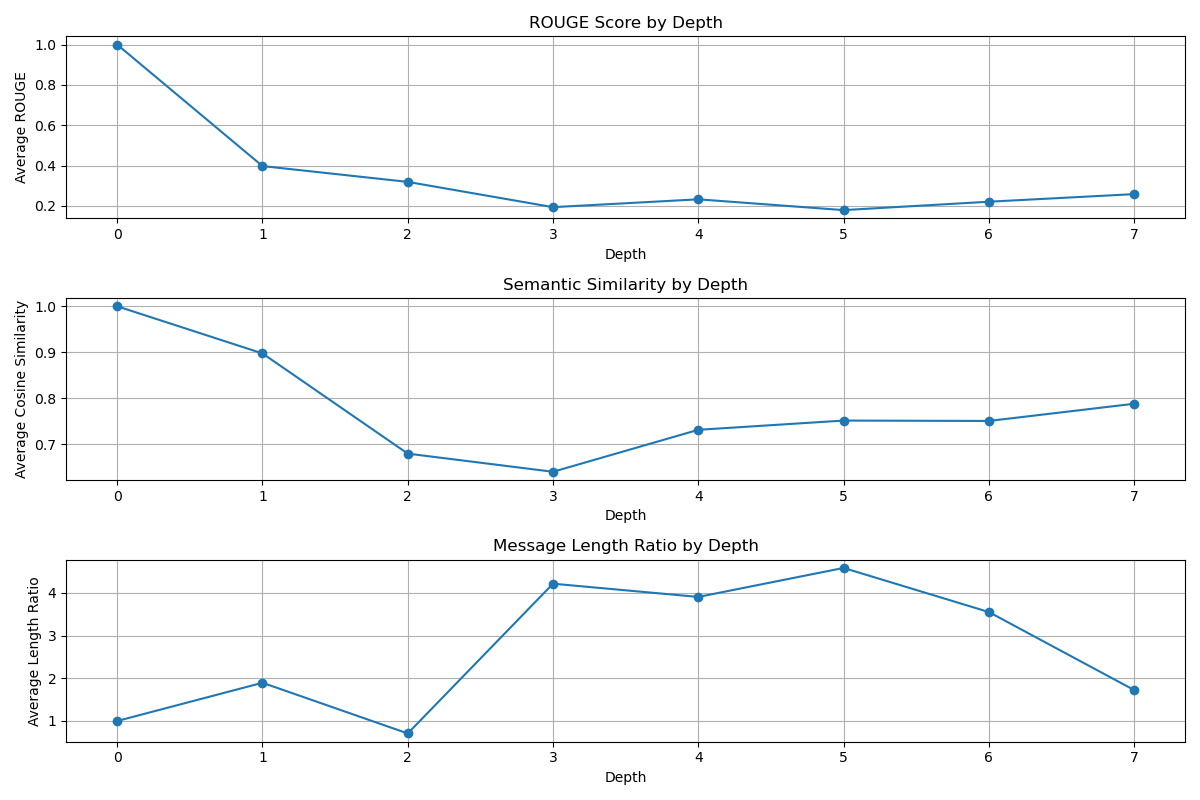 ROUGE Score by Depth
Average ROUGE
1.0
0.8
0.6
0.4
0.2
0 1 2 3 4 5 6 7
Depth
Semantic Similarity by Depth
Average Cosine Similarity
1.0
0.9
0.8
0.7
0 1 2 3 4 5 6 7
Depth
Message Length Ratio by Depth
Average Length Ratio
4
3
2
1
0 1 2 3 4 5 6 7
Depth